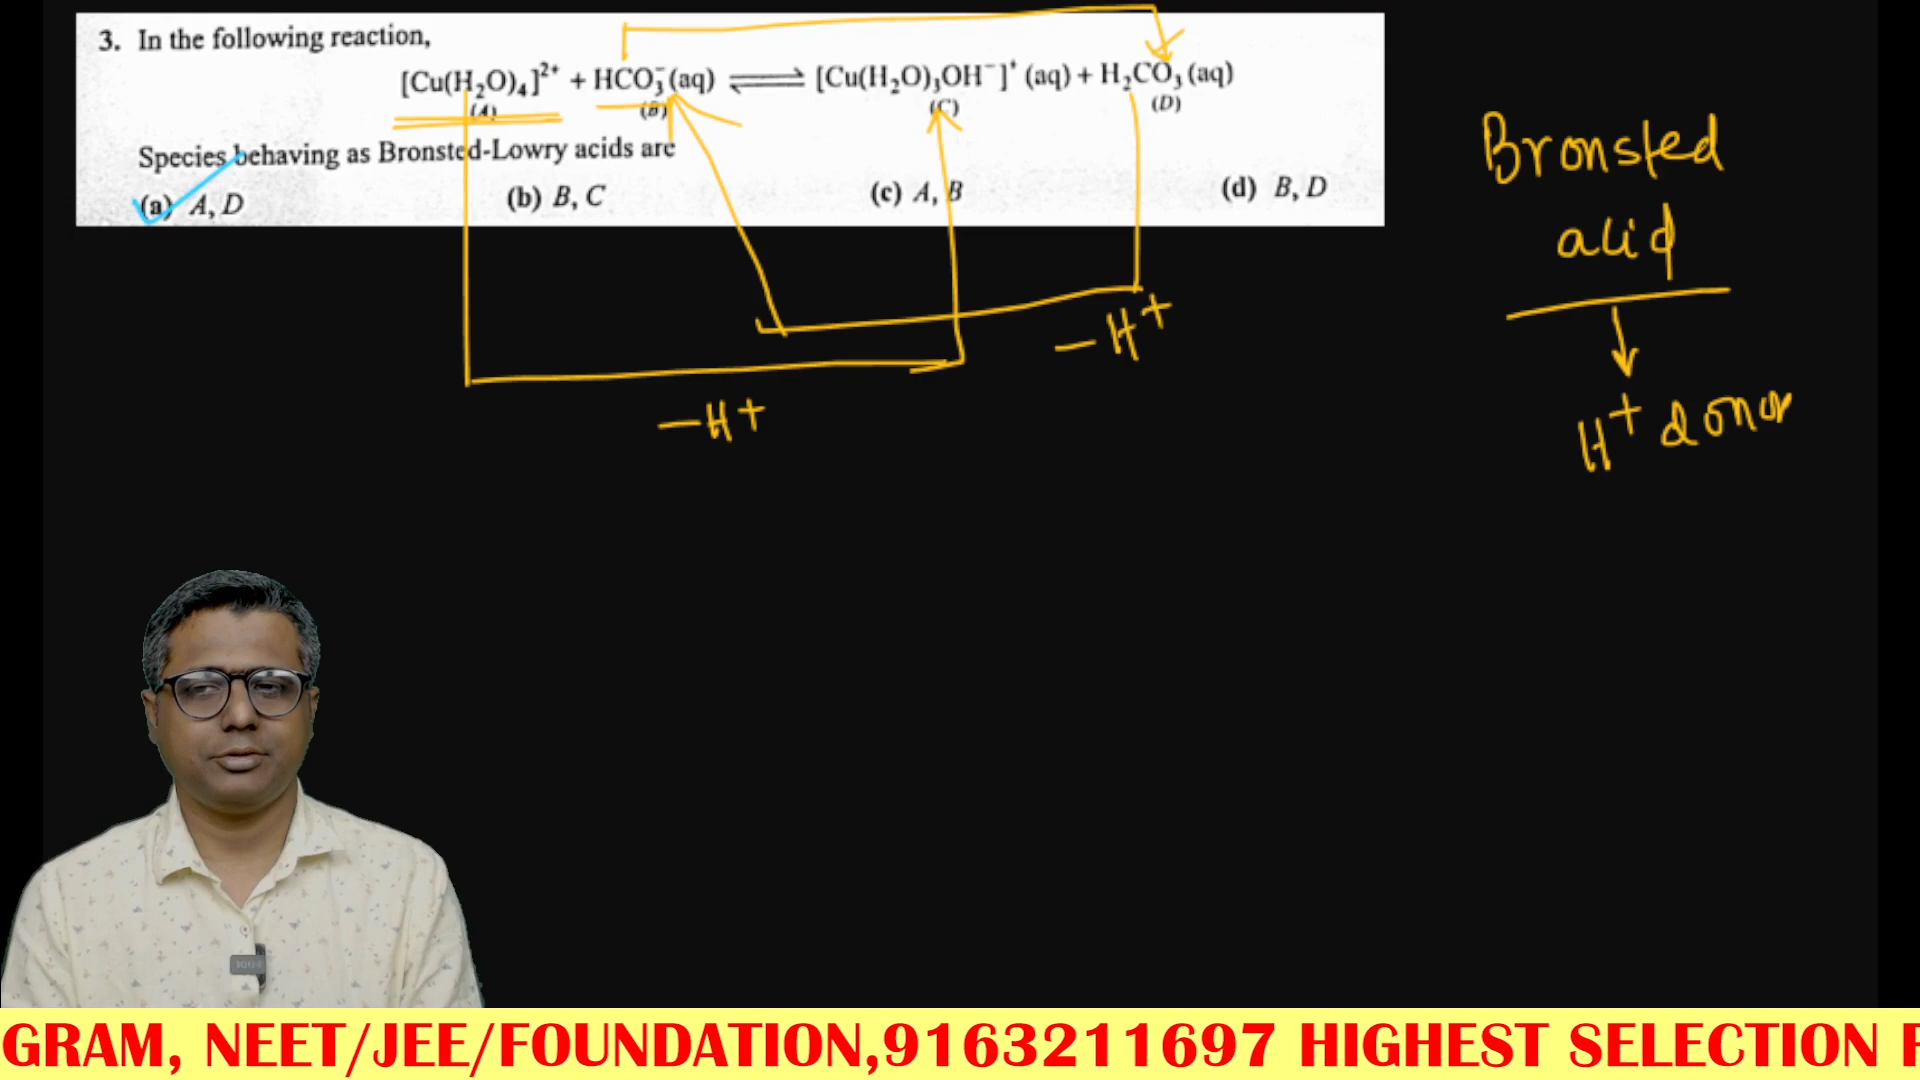 3. In the following reaction,
[Cu(H₂O)₄]²⁺ + HCO₃⁻(aq) ⇌ [Cu(H₂O)₃OH⁻]⁺ (aq) + H₂CO₃ (aq)
(A) (B) (C) (D)
Species behaving as Bronsted-Lowry acids are
(a) A, D (b) B, C (c) A, B (d) B, D
Bronsted
acid
H⁺ donor
–H⁺
–H⁺
GRAM, NEET/JEE/FOUNDATION,9163211697 HIGHEST SELECTION